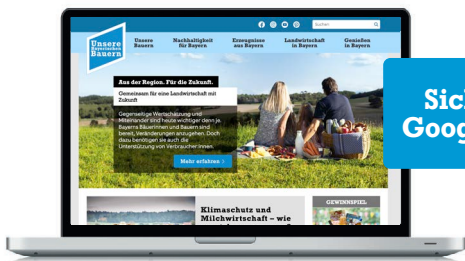 Suchen
Unsere
Bayerischen
Bauern
Unsere
Bauern
Nachhaltigkeit
für Bayern
Erzeugnisse
aus Bayern
Landwirtschaft
in Bayern
Genießen
in Bayern
Aus der Region. Für die Zukunft.
Gemeinsam für eine Landwirtschaft mit
Zukunft
Gegenseitige Wertschätzung und
Miteinander sind heute wichtiger denn je.
Bayerns Bäuerinnen und Bauern sind
bereit, Veränderungen anzugehen. Doch
dazu benötigen sie auch die
Unterstützung von Verbraucher:innen.
Mehr erfahren
Klimaschutz und
Milchwirtschaft – wie
GEWINNSPIEL:
Sich
Goog